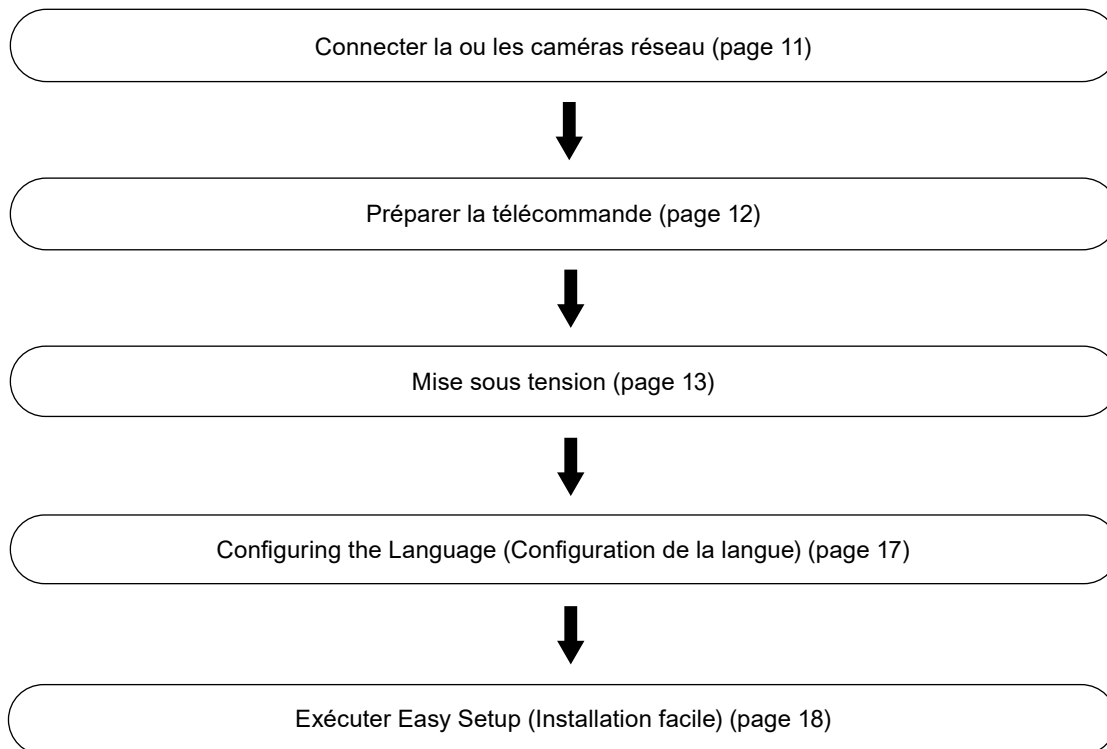 Connecter la ou les caméras réseau (page 11)
Préparer la télécommande (page 12)
Mise sous tension (page 13)
Configuring the Language (Configuration de la langue) (page 17)
Exécuter Easy Setup (Installation facile) (page 18)